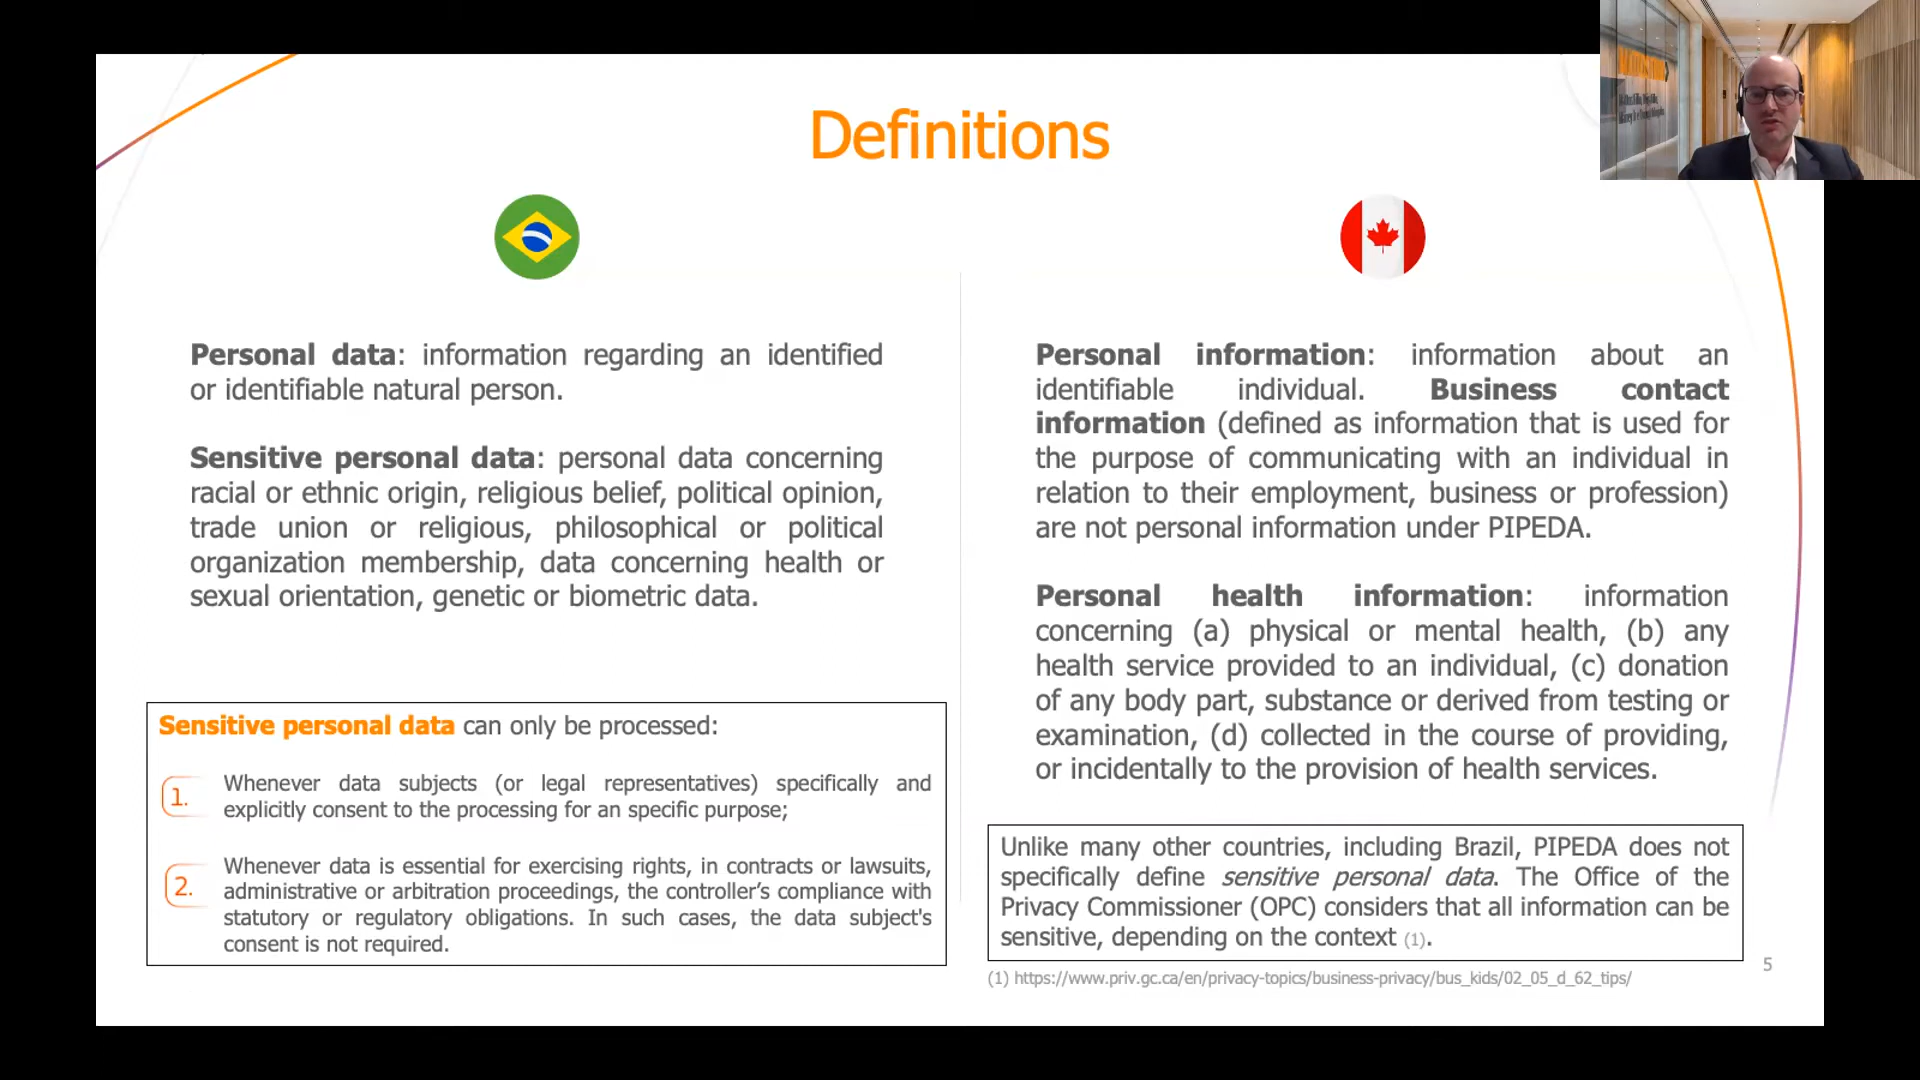 Definitions
Personal data: information regarding an identified
or identifiable natural person.
Sensitive personal data: personal data concerning
racial or ethnic origin, religious belief, political opinion,
trade union or religious, philosophical or political
organization membership, data concerning health or
sexual orientation, genetic or biometric data.
Sensitive personal data can only be processed:
1. Whenever data subjects (or legal representatives) specifically and
explicitly consent to the processing for an specific purpose;
2. Whenever data is essential for exercising rights, in contracts or lawsuits,
administrative or arbitration proceedings, the controller’s compliance with
statutory or regulatory obligations. In such cases, the data subject's
consent is not required.
Personal information: information about an
identifiable individual. Business contact
information (defined as information that is used for
the purpose of communicating with an individual in
relation to their employment, business or profession)
are not personal information under PIPEDA.
Personal health information: information
concerning (a) physical or mental health, (b) any
health service provided to an individual, (c) donation
of any body part, substance or derived from testing or
examination, (d) collected in the course of providing,
or incidentally to the provision of health services.
Unlike many other countries, including Brazil, PIPEDA does not
specifically define sensitive personal data. The Office of the
Privacy Commissioner (OPC) considers that all information can be
sensitive, depending on the context (1).
(1) https://www.priv.gc.ca/en/privacy-topics/business-privacy/bus_kids/02_05_d_62_tips/
5